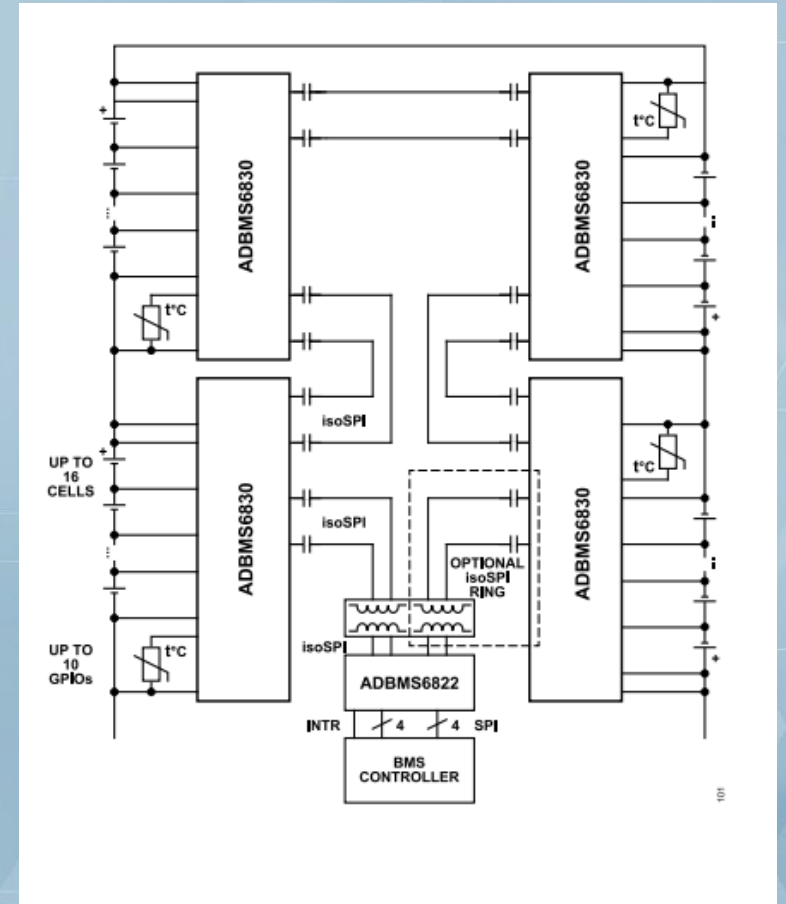 t°C
+
ADBMS6830
ADBMS6830
t°C
+
isoSPI
+
UP TO
16
CELLS
t°C
isoSPI
ADBMS6830
ADBMS6830
OPTIONAL
isoSPI
RING
isoSPI
UP TO
10
GPIOs
t°C
+
ADBMS6822
INTR
4
4
SPI
BMS
CONTROLLER
101